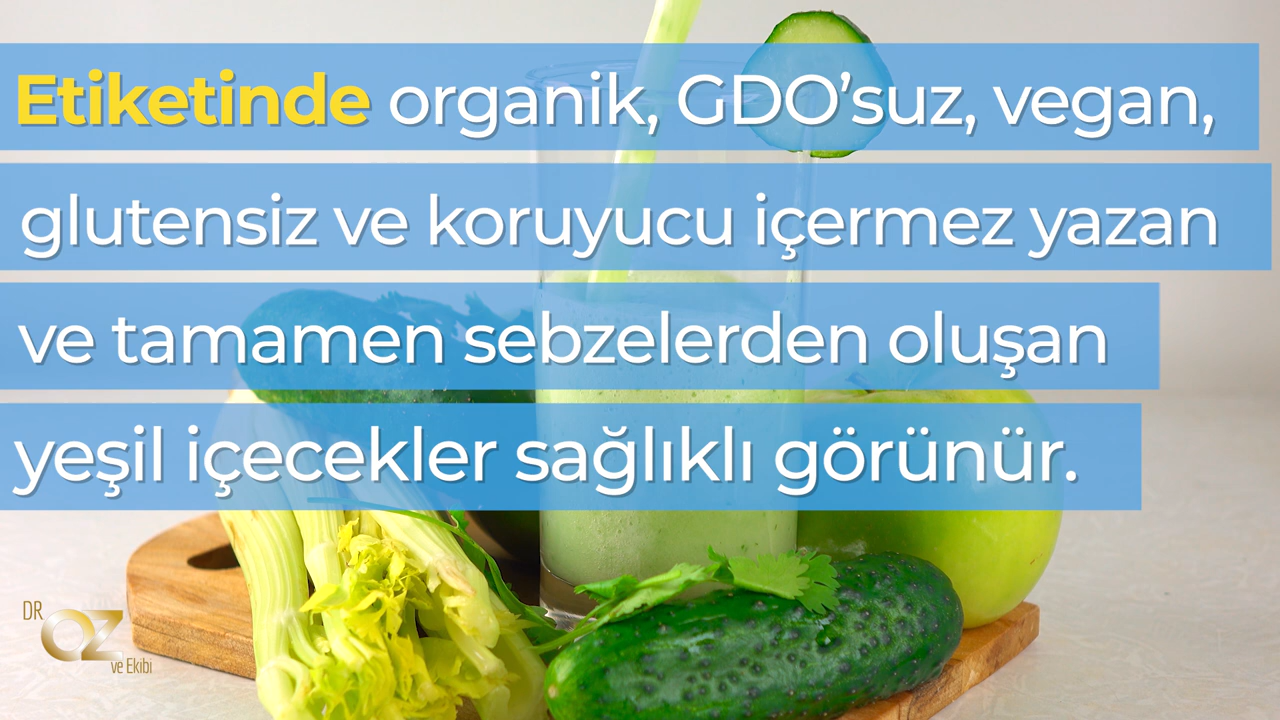 Etiketinde organik, GDO’suz, vegan,
glutensiz ve koruyucu içermez yazan
ve tamamen sebzelerden oluşan
yeşil içecekler sağlıklı görünür.
DR
OZ
ve Ekibi